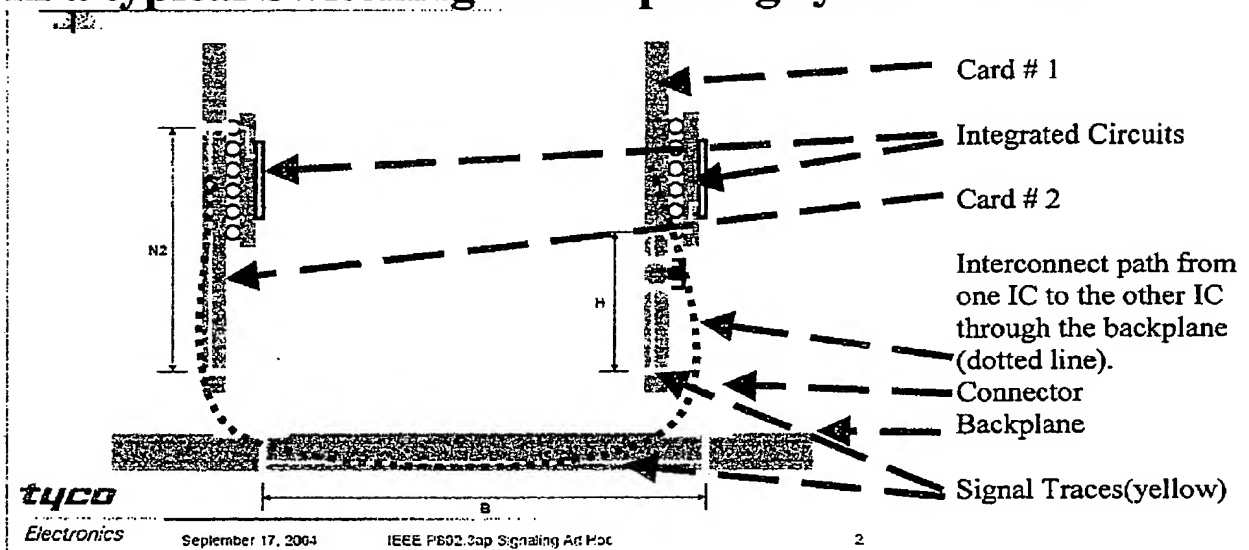 Card # 1
Integrated Circuits
Card # 2
N2
H
Interconnect path from
one IC to the other IC
through the backplane
(dotted line).
Connector
Backplane
Signal Traces(yellow)
B
tyco
Electronics
September 17, 2004
IEEE P802.3ap Signaling Ad Hoc
2